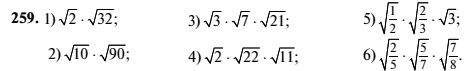 259. 1) √2 · √32; 3) √3 · √7 · √21; 5) √(1/2) · √(2/3) · √3;
2) √10 · √90; 4) √2 · √22 · √11; 6) √(2/5) · √(5/7) · √(7/8).